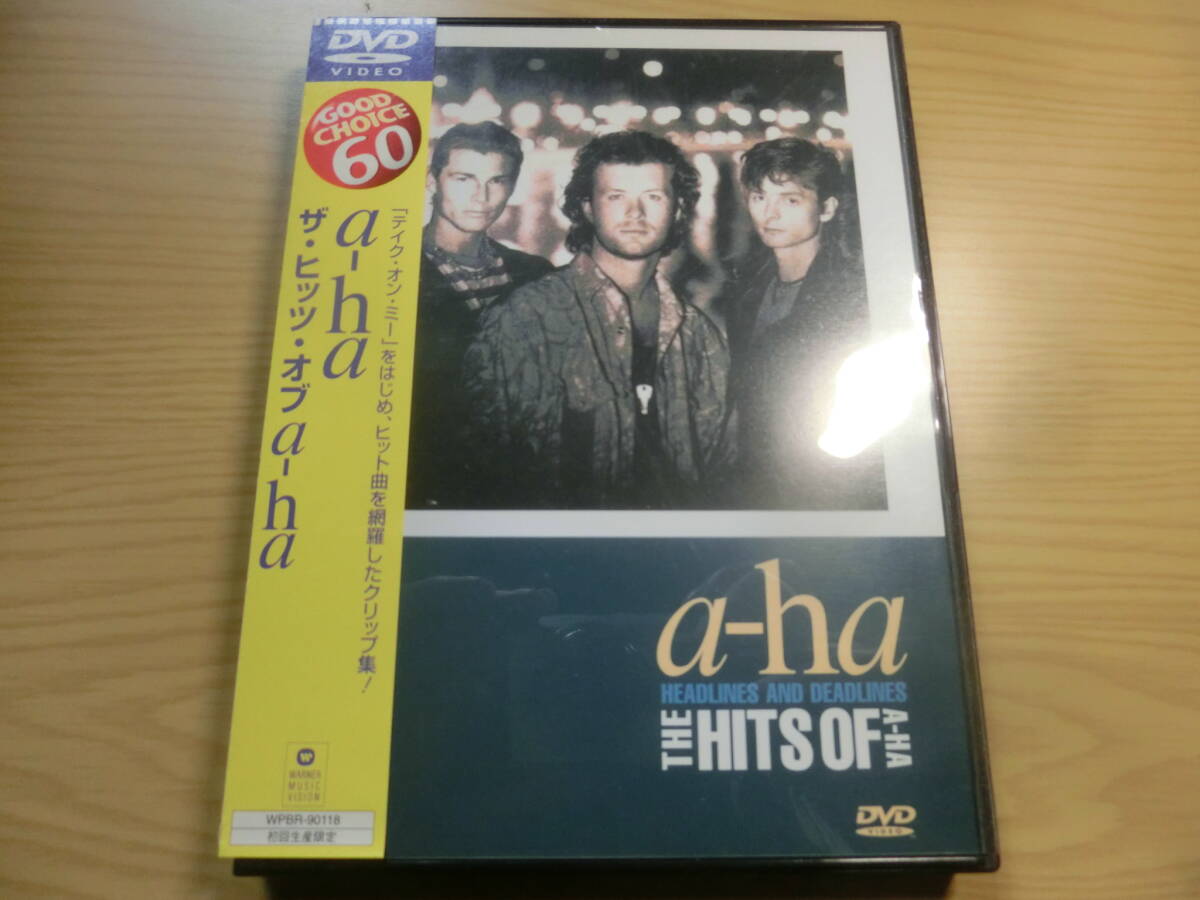 DVD
VIDEO
GOOD
CHOICE
60
a-ha
ザ・ヒッツ・オブa-ha
「テイク・オン・ミー」をはじめ、ヒット曲を網羅したクリップ集!
WARNER
MUSIC
VISION
WPBR-90118
初回生産限定
a-ha
HEADLINES AND DEADLINES
THE HITS OF A-HA
DVD
VIDEO